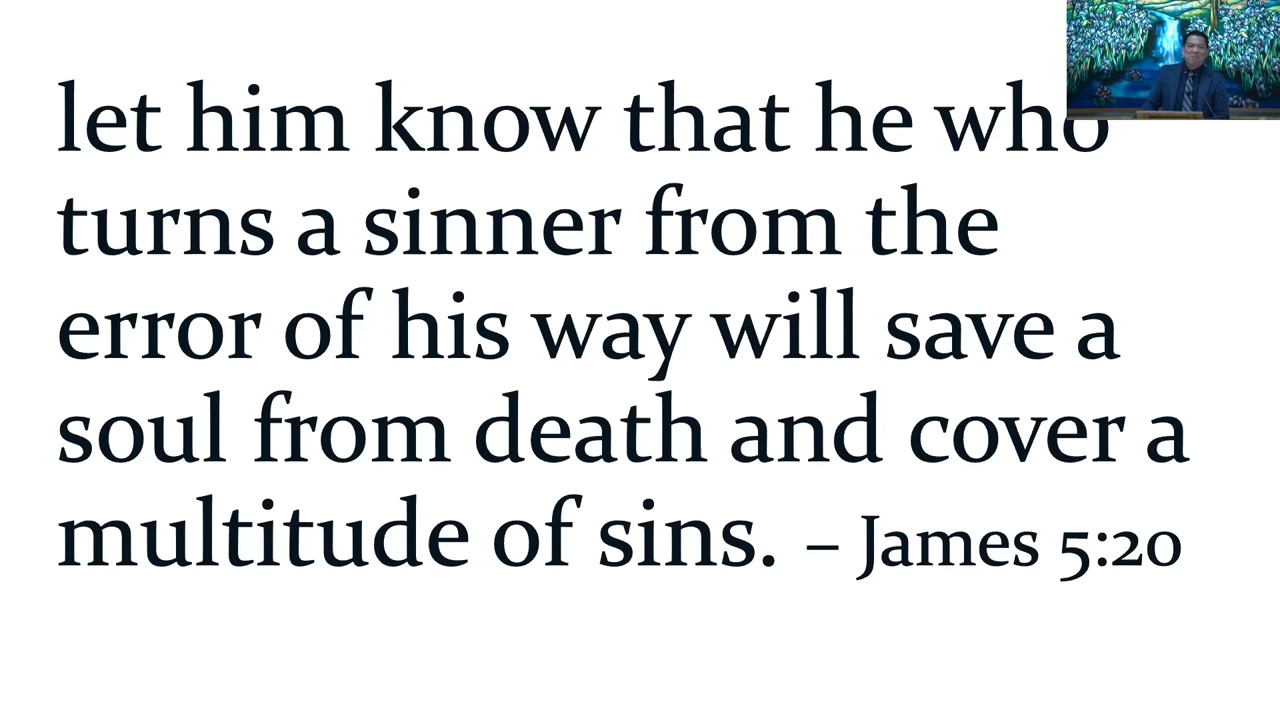 let him know that he who
turns a sinner from the
error of his way will save a
soul from death and cover a
multitude of sins. – James 5:20